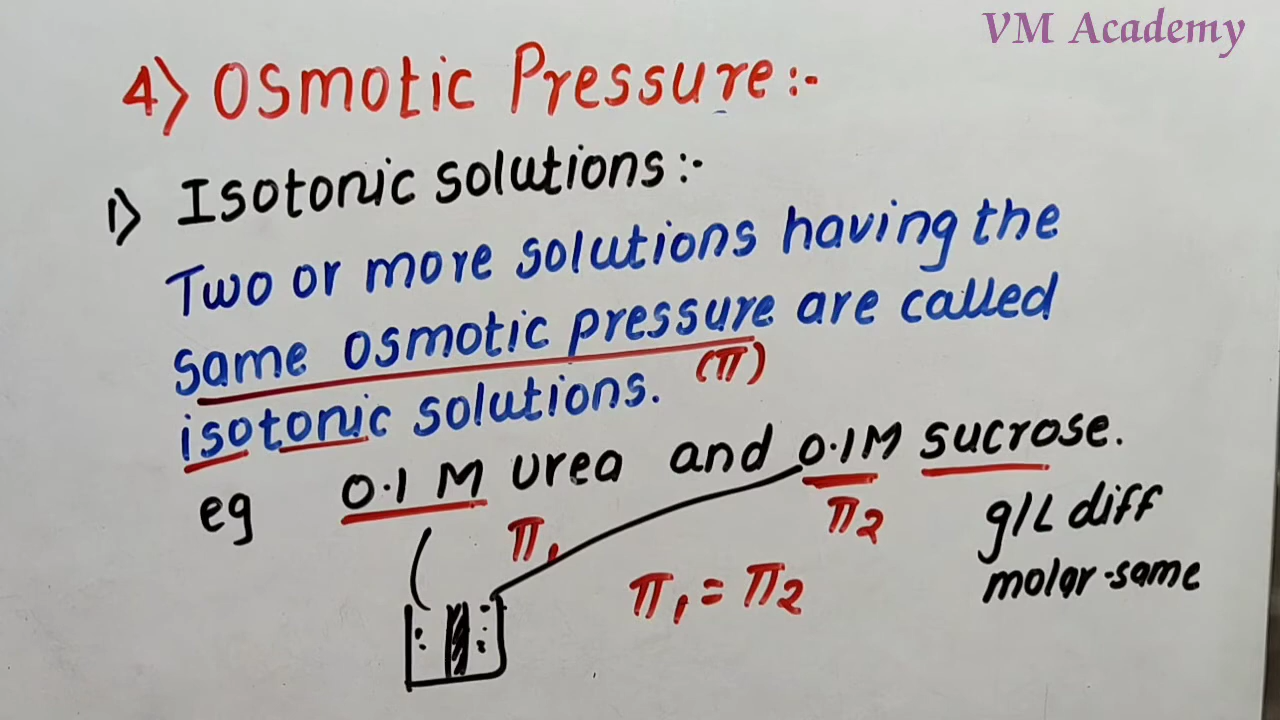 VM Academy
4) Osmotic Pressure:-
1) Isotonic solutions:-
Two or more solutions having the
same osmotic pressure are called
(π)
isotonic solutions.
eg 0.1 M urea and 0.1M sucrose.
π1 π2 g/L diff
π1 = π2 molar-same